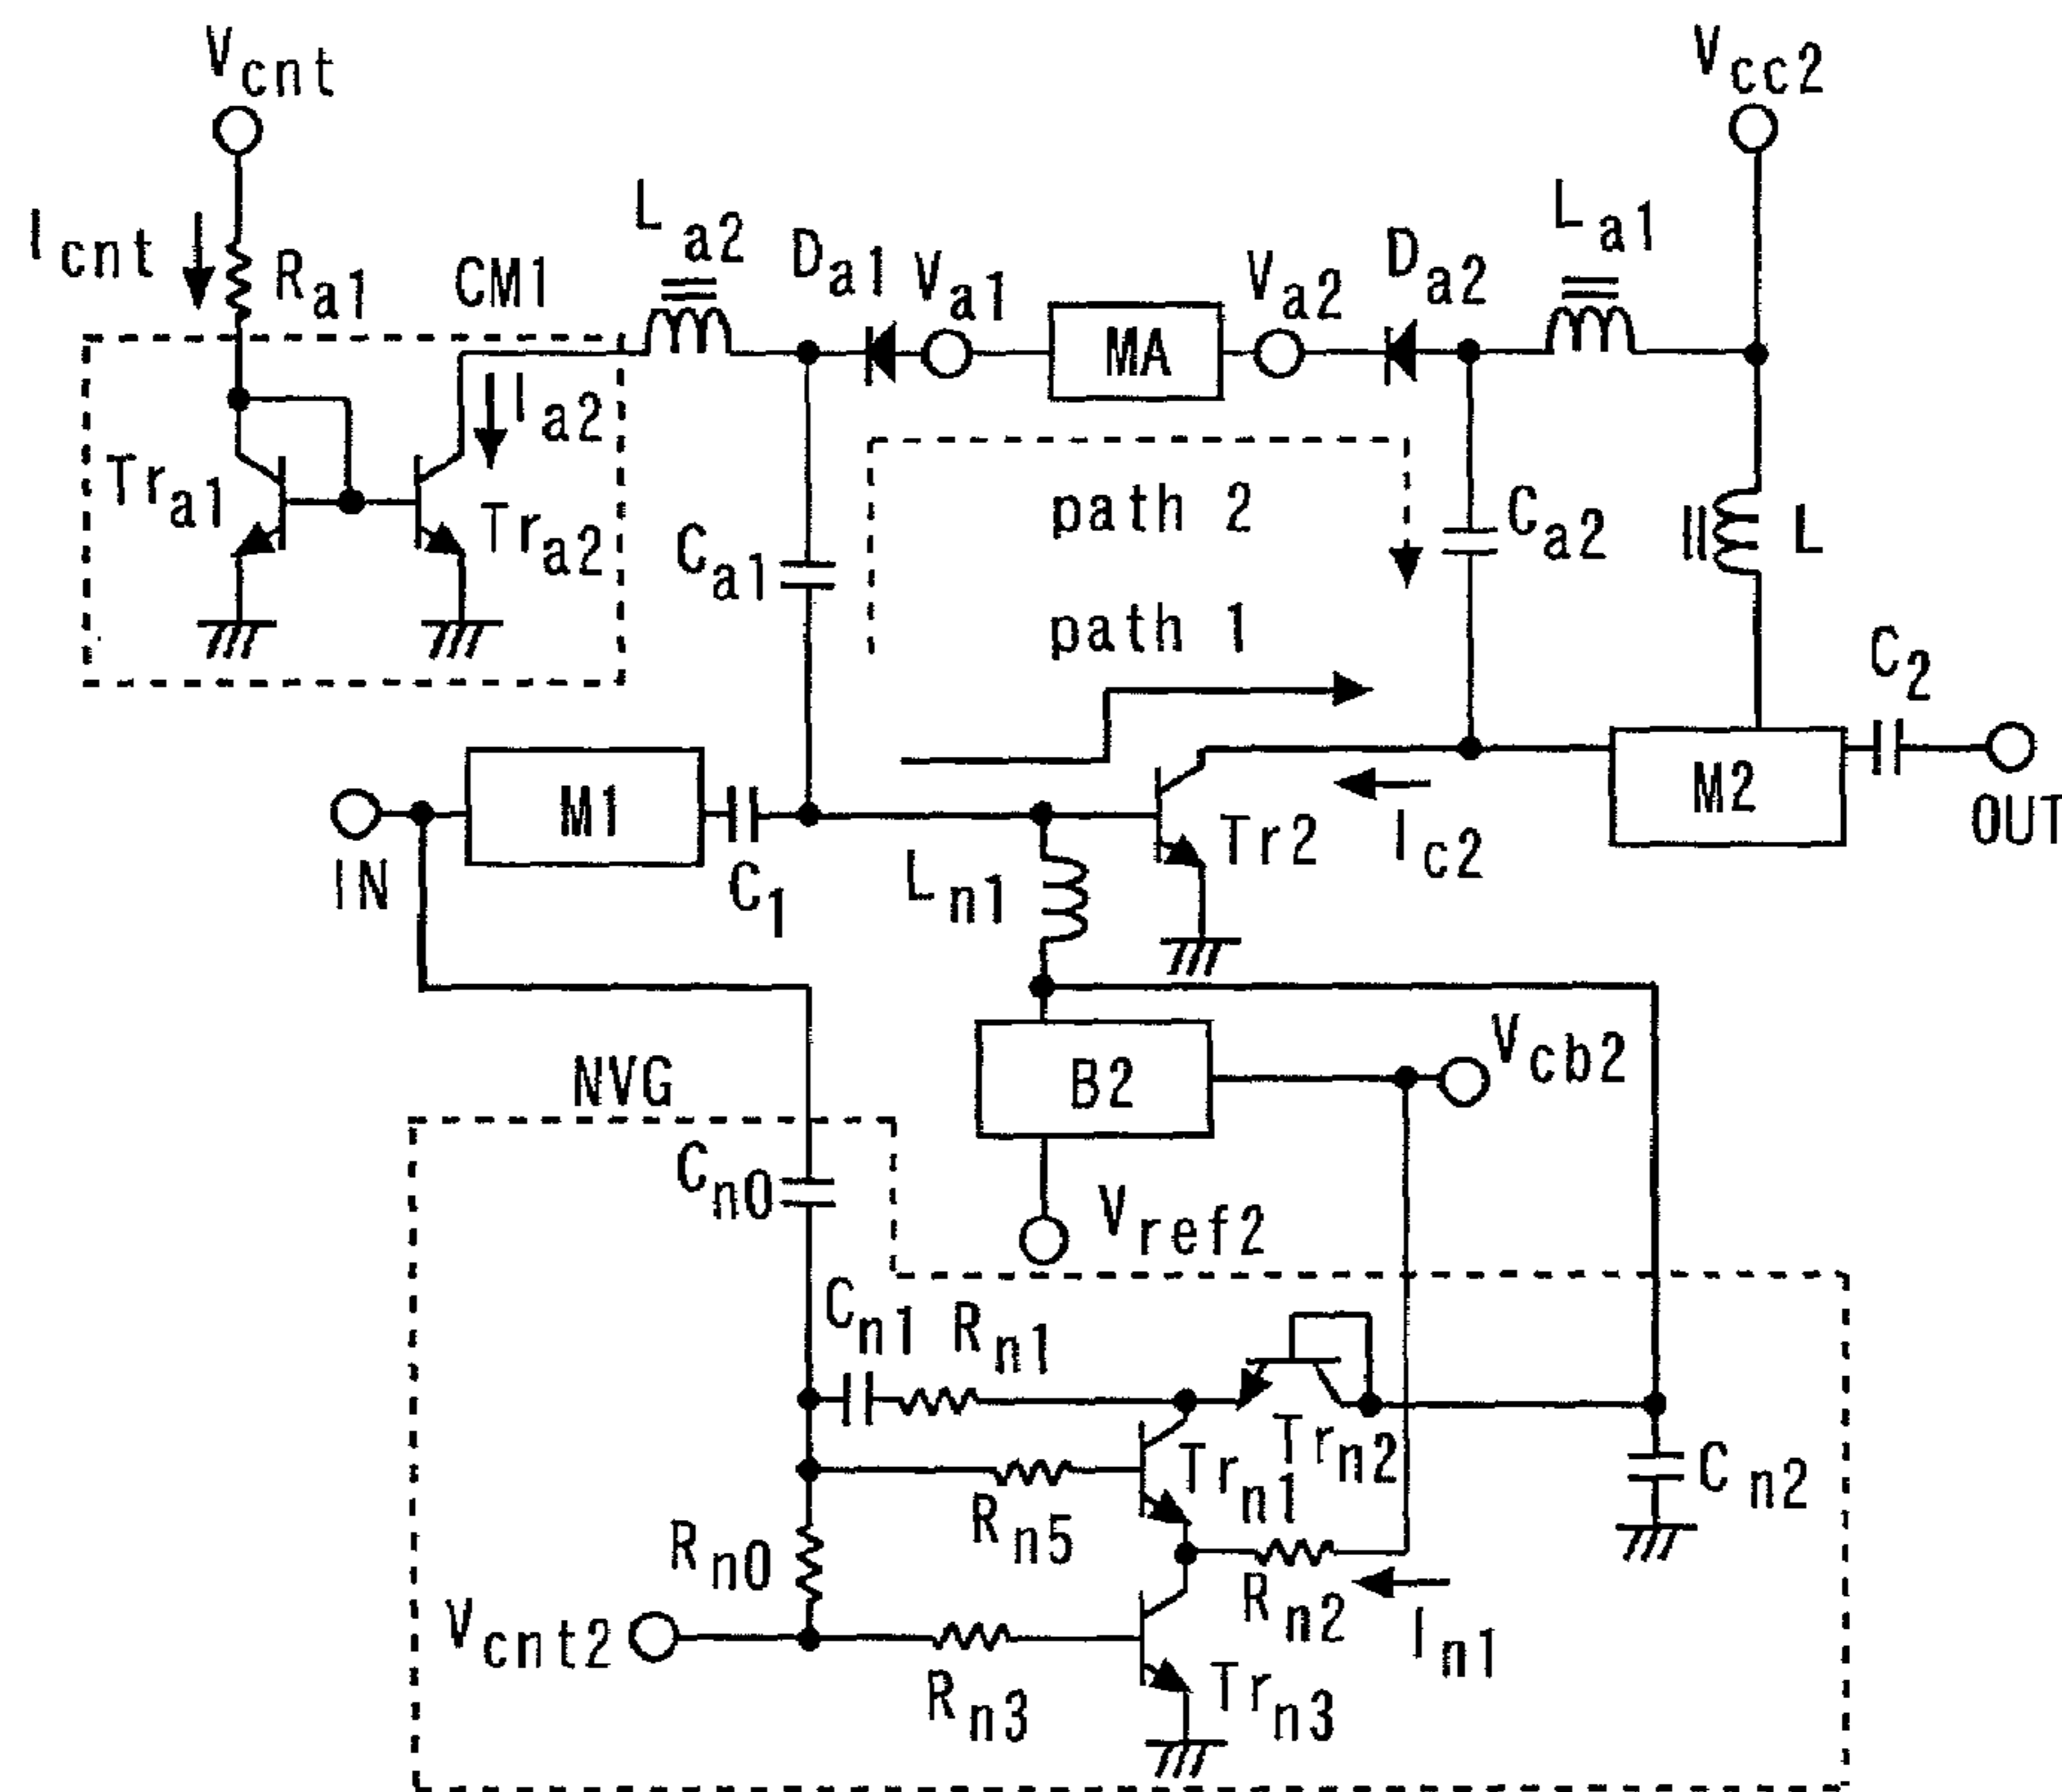 Vcnt
Vcc2
Icnt
Ra1
CM1
La2
Da1
Va1
MA
Va2
Da2
La1
Ia2
Tra1
Tra2
Ca1
path 2
path 1
Ca2
L
C2
IN
M1
C1
Ln1
Tr2
Ic2
M2
OUT
NVG
B2
Vcb2
Cn0
Vref2
Cn1
Rn1
Trn2
Trn1
Cn2
Rn5
Rn0
Rn2
In1
Vcnt2
Rn3
Trn3